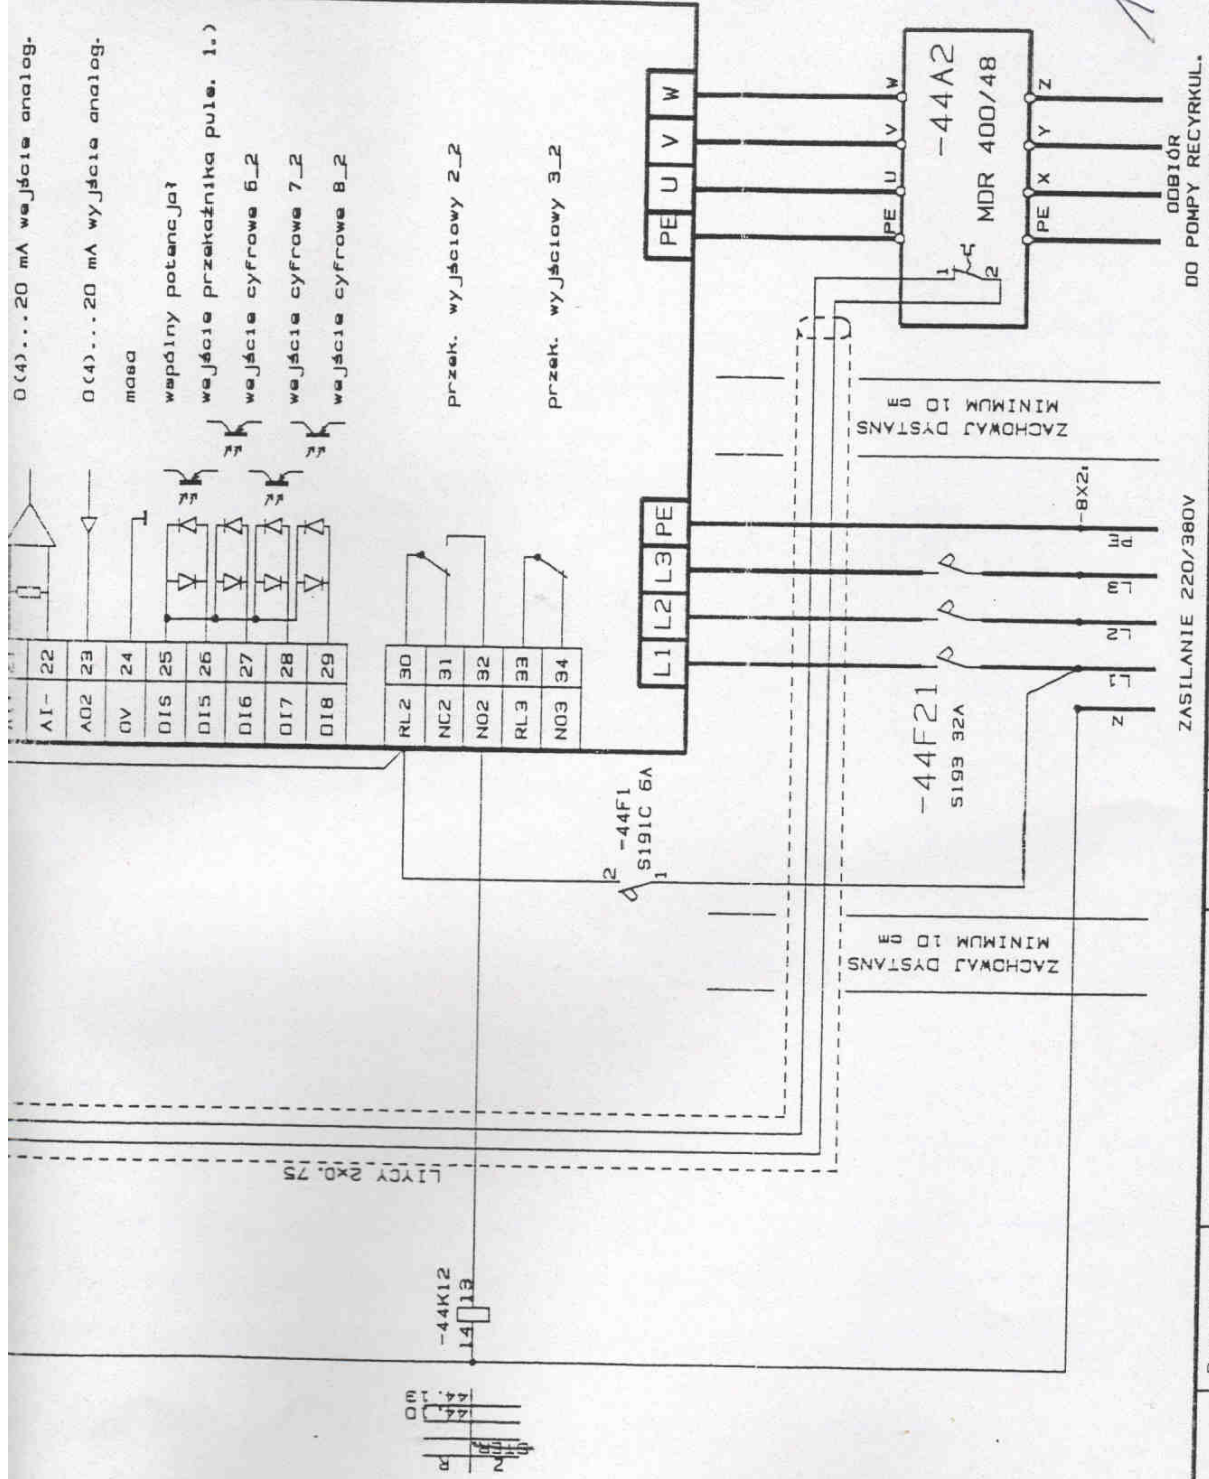 0(4)...20 mA wejście analog.
0(4)...20 mA wyjście analog.
masa
wspólny potencjał
wejście przekaźnika puls. 1.)
wejście cyfrowe 6_2
wejście cyfrowe 7_2
wejście cyfrowe 8_2
przek. wyjściowy 2_2
przek. wyjściowy 3_2
AI- 22
AO2 23
0V 24
DIS 25
DI5 26
DI6 27
DI7 28
DI8 29
RL2 30
NC2 31
NO2 32
RL3 33
NO3 34
PE U V W
L1 L2 L3 PE
PE U V W
-44A2
MDR 400/48
1 2
PE X Y Z
ODBIÓR
DO POMPY RECYRKUL.
ZACHOWAJ DYSTANS
MINIMUM 10 cm
-8X2:
Z L1 L2 L3 PE
ZASILANIE 220/380V
-44F21
S193 32A
-44F1
S191C 6A
2 1
ZACHOWAJ DYSTANS
MINIMUM 10 cm
LIYCY 2x0.75
-44K12
14 13
44.10
44.13
Z R